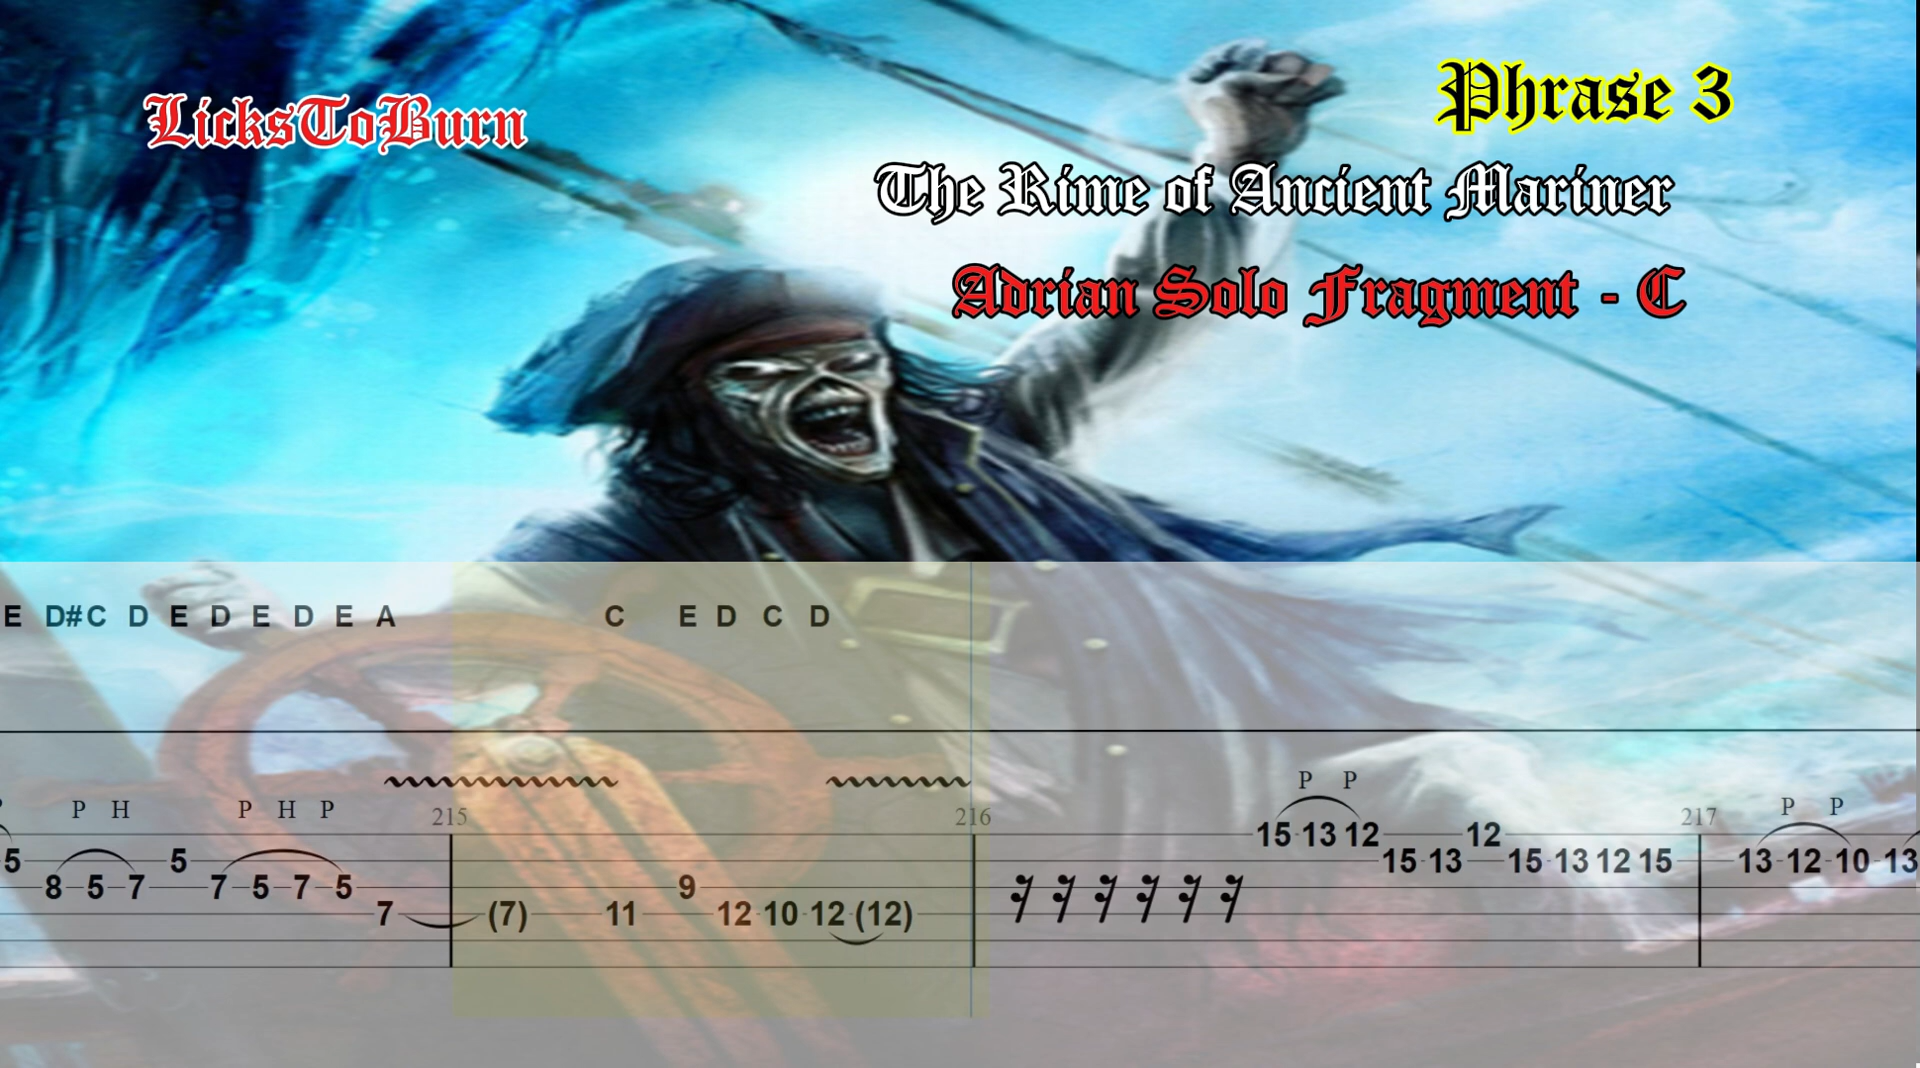 LicksToBurn
Phrase 3
The Rime of Ancient Mariner
Adrian Solo Fragment - C
E D# C D E D E D E A C E D C D
P H P H P P P P P
215 216 217
15 13 12 12
5 5 15 13 15 13 12 15 13 12 10 13
8 5 7 7 5 7 5 9
7 (7) 11 12 10 12 (12)